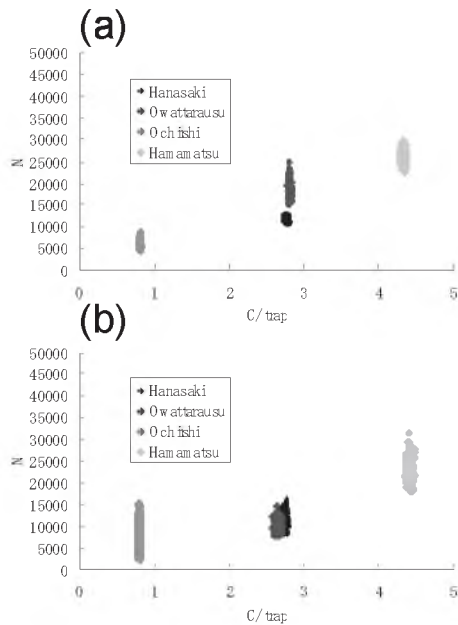 (a)
50000
45000
40000
35000
30000
25000
20000
15000
10000
5000
0
N
Hanasaki
Owattarausu
Ochiishi
Hamamatsu
0 1 2 3 4 5
C/trap
(b)
50000
45000
40000
35000
30000
25000
20000
15000
10000
5000
0
N
Hanasaki
Owattarausu
Ochiishi
Hamamatsu
0 1 2 3 4 5
C/trap